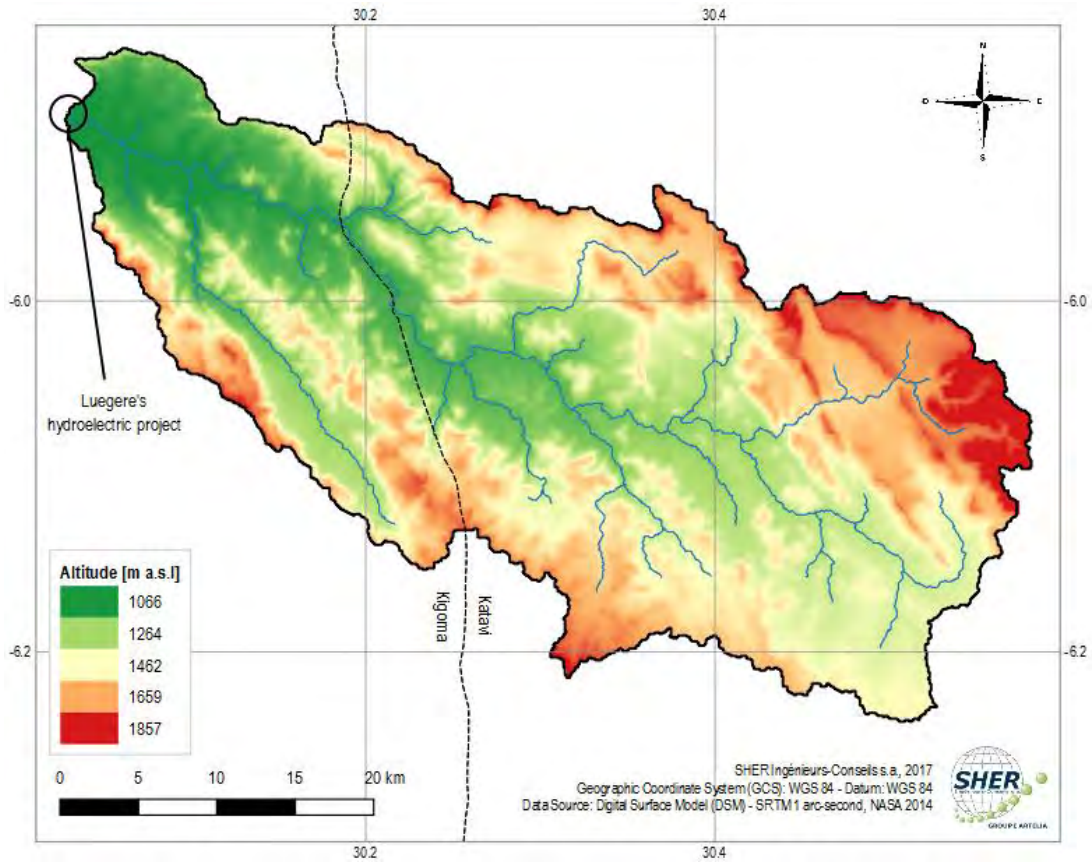 30.2
30.4
N
O
E
S
-6.0
-6.0
Luegere's
hydroelectric project
Altitude [m a.s.l]
1066
1264
1462
1659
1857
Kigoma
Katavi
-6.2
-6.2
0
5
10
15
20 km
SHER Ingénieurs-Conseils s.a, 2017
Geographic Coordinate System (GCS): WGS 84 - Datum: WGS 84
Data Source: Digital Surface Model (DSM) - SRTM 1 arc-second, NASA 2014
SHER
GROUPE ARTELIA
30.2
30.4